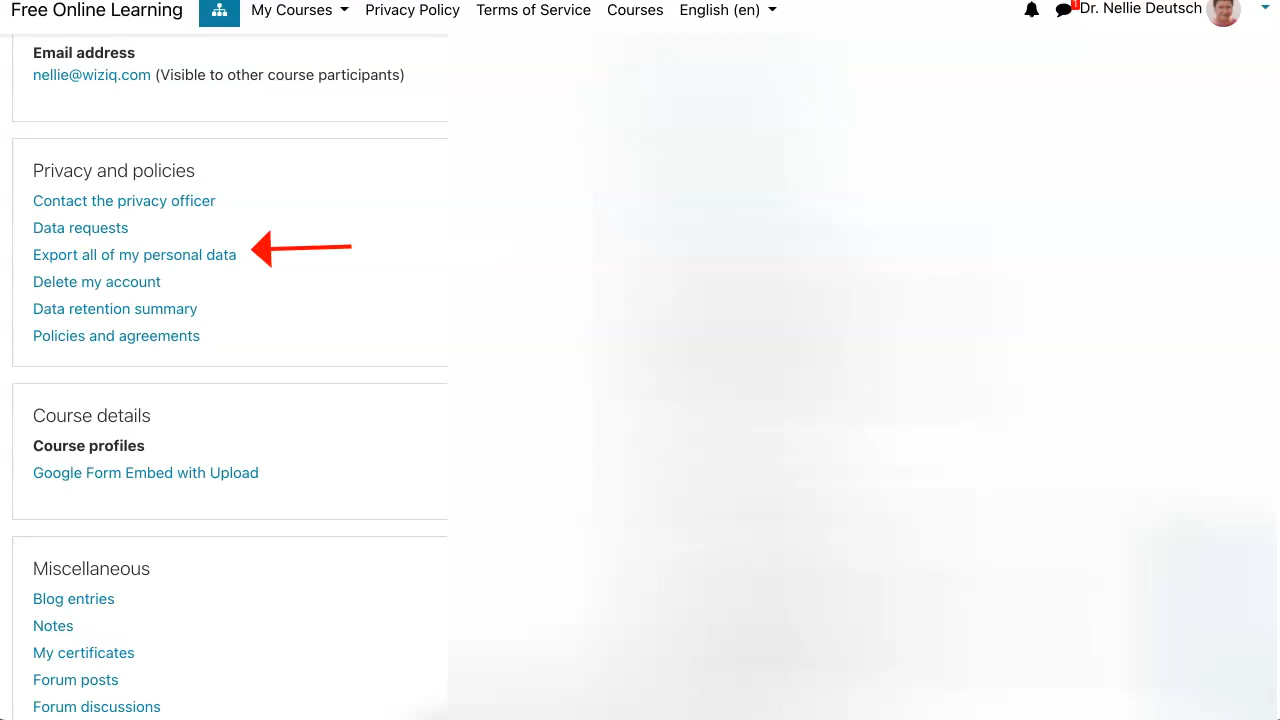 Free Online Learning My Courses Privacy Policy Terms of Service Courses English (en) 1 Dr. Nellie Deutsch
Email address
nellie@wiziq.com (Visible to other course participants)
Privacy and policies
Contact the privacy officer
Data requests
Export all of my personal data
Delete my account
Data retention summary
Policies and agreements
Course details
Course profiles
Google Form Embed with Upload
Miscellaneous
Blog entries
Notes
My certificates
Forum posts
Forum discussions